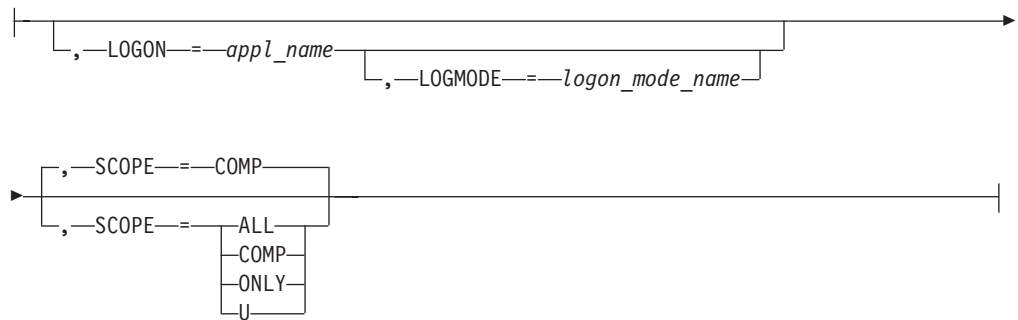 , LOGON = appl_name
, LOGMODE = logon_mode_name
, SCOPE = COMP
, SCOPE = ALL
COMP
ONLY
U